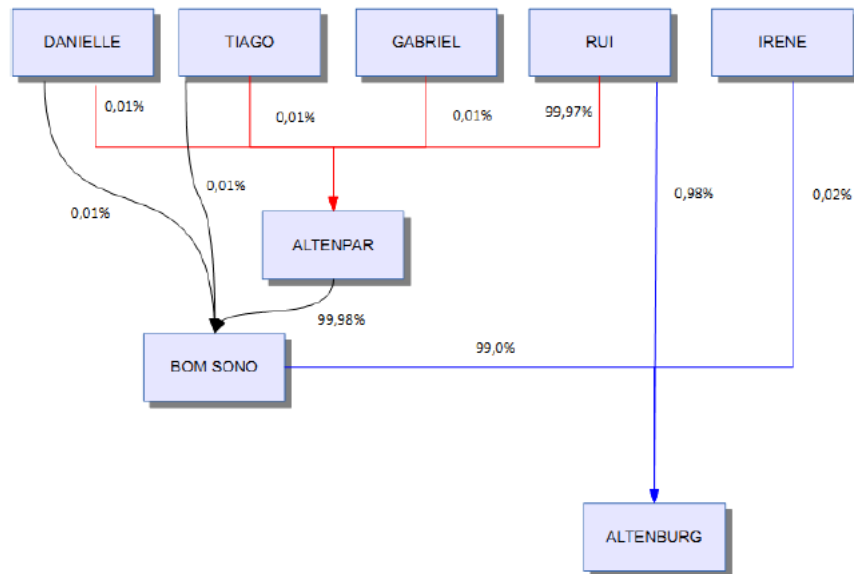 DANIELLE
TIAGO
GABRIEL
RUI
IRENE
0,01%
0,01%
0,01%
99,97%
0,01%
0,98%
0,02%
0,01%
ALTENPAR
99,98%
BOM SONO
99,0%
ALTENBURG